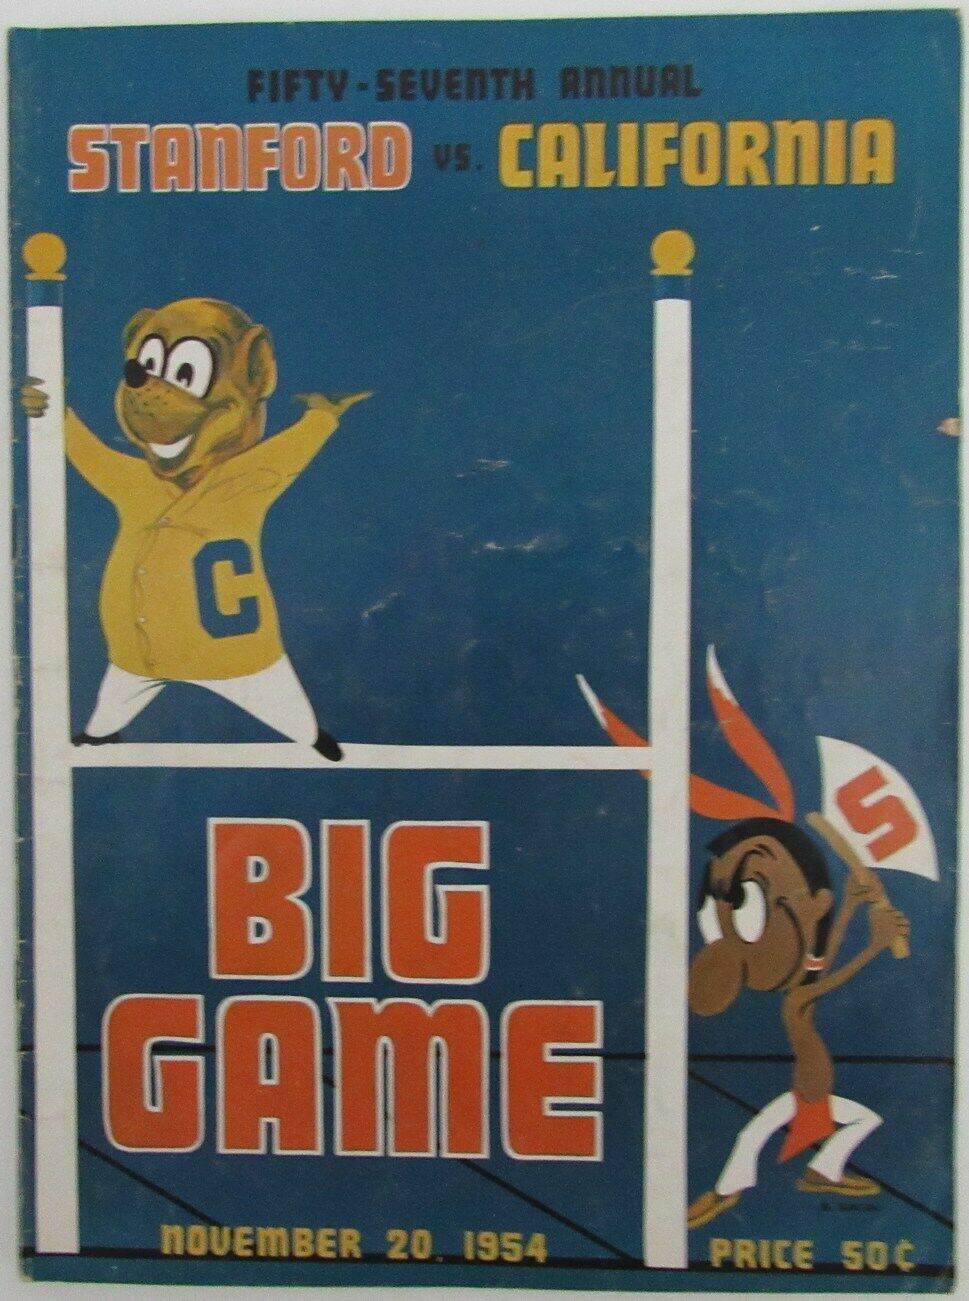 FIFTY-SEVENTH ANNUAL
STANFORD VS. CALIFORNIA
C
S
BIG
GAME
NOVEMBER 20, 1954
PRICE 50¢